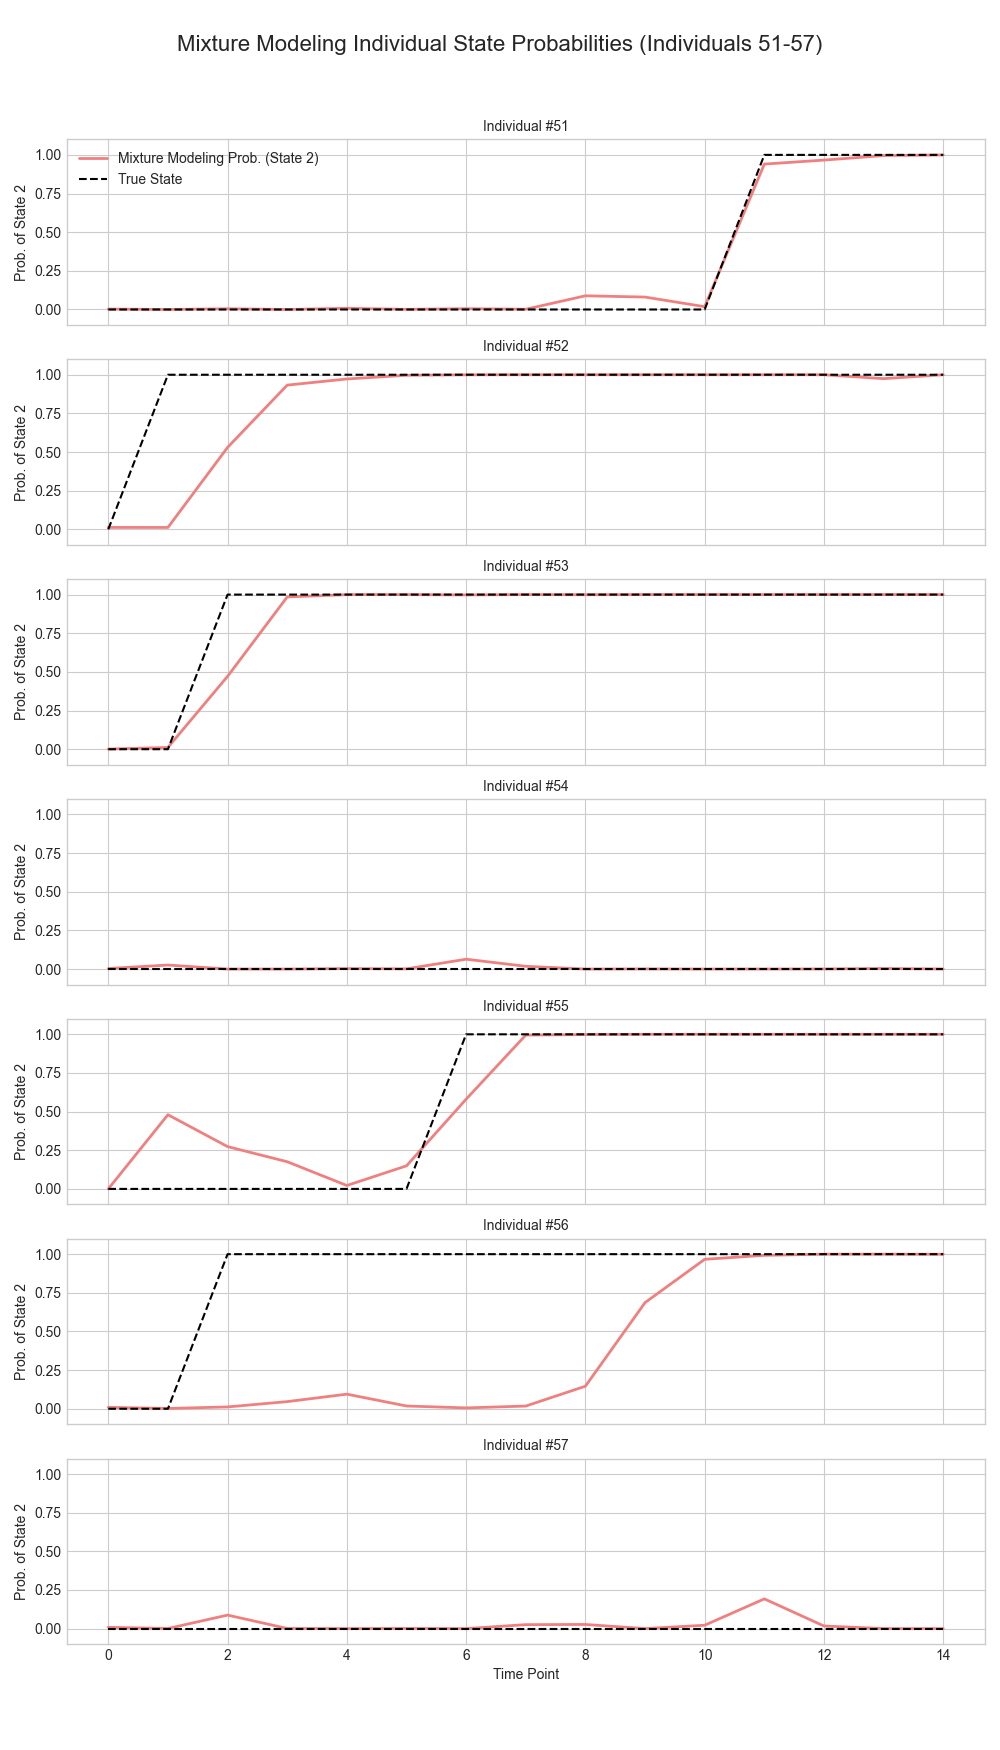 Mixture Modeling Individual State Probabilities (Individuals 51-57)
Individual #51
Mixture Modeling Prob. (State 2)
True State
Prob. of State 2
1.00
0.75
0.50
0.25
0.00
Individual #52
Prob. of State 2
1.00
0.75
0.50
0.25
0.00
Individual #53
Prob. of State 2
1.00
0.75
0.50
0.25
0.00
Individual #54
Prob. of State 2
1.00
0.75
0.50
0.25
0.00
Individual #55
Prob. of State 2
1.00
0.75
0.50
0.25
0.00
Individual #56
Prob. of State 2
1.00
0.75
0.50
0.25
0.00
Individual #57
Prob. of State 2
1.00
0.75
0.50
0.25
0.00
0 2 4 6 8 10 12 14
Time Point